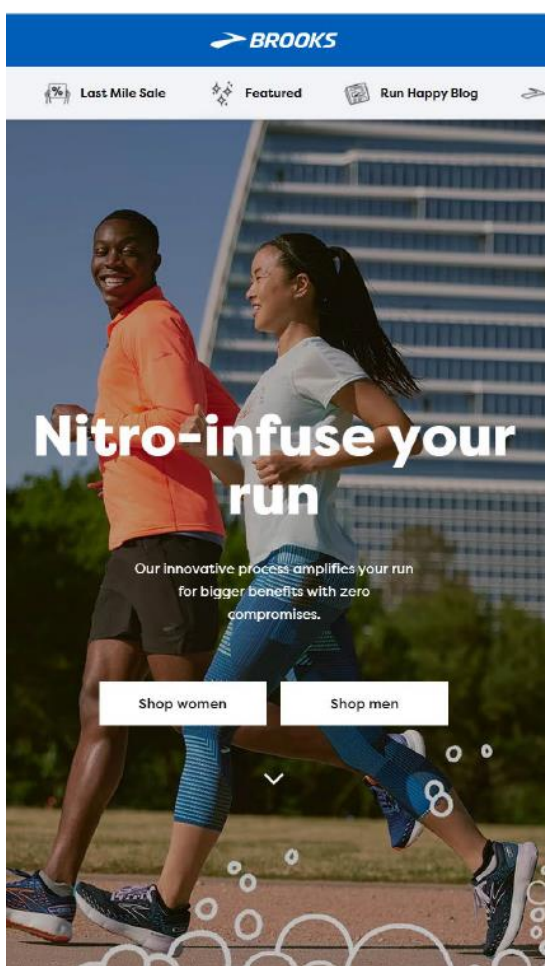 BROOKS
% Last Mile Sale Featured Run Happy Blog
Nitro-infuse your
run
Our innovative process amplifies your run
for bigger benefits with zero
compromises.
Shop women Shop men